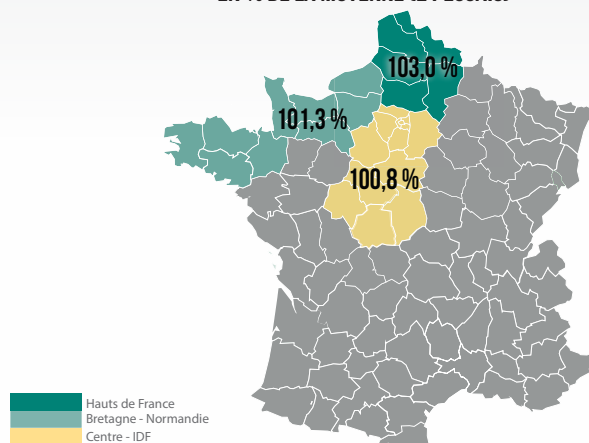 103,0 %
101,3 %
100,8 %
Hauts de France
Bretagne - Normandie
Centre - IDF